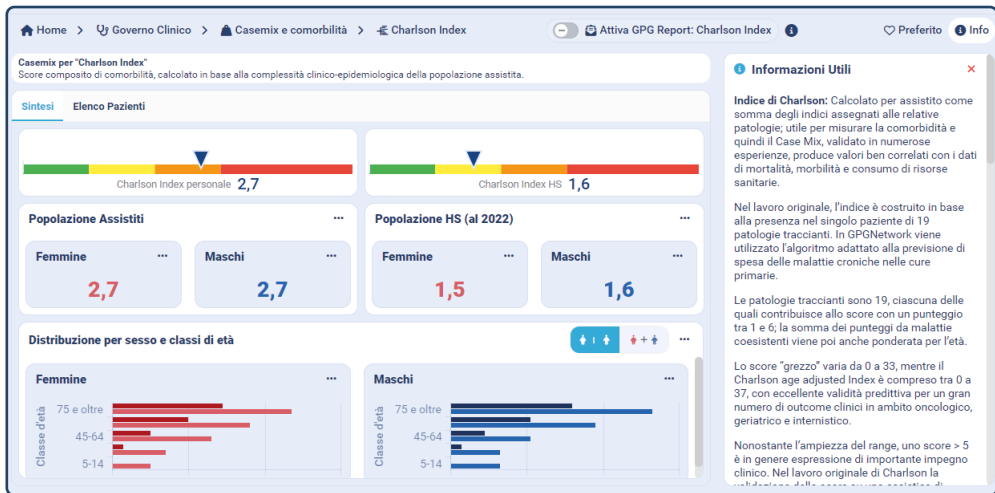 Home > Governo Clinico > Casemix e comorbilità > Charlson Index
Attiva GPG Report: Charlson Index
Preferito
Info
Casemix per "Charlson Index"
Score composito di comorbilità, calcolato in base alla complessità clinico-epidemiologica della popolazione assistita.
Sintesi
Elenco Pazienti
Charlson Index personale 2,7
Charlson Index HS 1,6
Popolazione Assistiti
Femmine
2,7
Maschi
2,7
Popolazione HS (al 2022)
Femmine
1,5
Maschi
1,6
Distribuzione per sesso e classi di età
Femmine
Classe d'età
75 e oltre
45-64
5-14
Maschi
Classe d'età
75 e oltre
45-64
5-14
Informazioni Utili
Indice di Charlson: Calcolato per assistito come
somma degli indici assegnati alle relative
patologie; utile per misurare la comorbidità e
quindi il Case Mix, validato in numerose
esperienze, produce valori ben correlati con i dati
di mortalità, morbilità e consumo di risorse
sanitarie.
Nel lavoro originale, l'indice è costruito in base
alla presenza nel singolo paziente di 19
patologie traccianti. In GPGNetwork viene
utilizzato l'algoritmo adattato alla previsione di
spesa delle malattie croniche nelle cure
primarie.
Le patologie traccianti sono 19, ciascuna delle
quali contribuisce allo score con un punteggio
tra 1 e 6; la somma dei punteggi da malattie
coesistenti viene poi anche ponderata per l'età.
Lo score "grezzo" varia da 0 a 33, mentre il
Charlson age adjusted Index è compreso tra 0 a
37, con eccellente validità predittiva per un gran
numero di outcome clinici in ambito oncologico,
geriatrico e internistico.
Nonostante l'ampiezza del range, uno score > 5
è in genere espressione di importante impegno
clinico. Nel lavoro originale di Charlson la